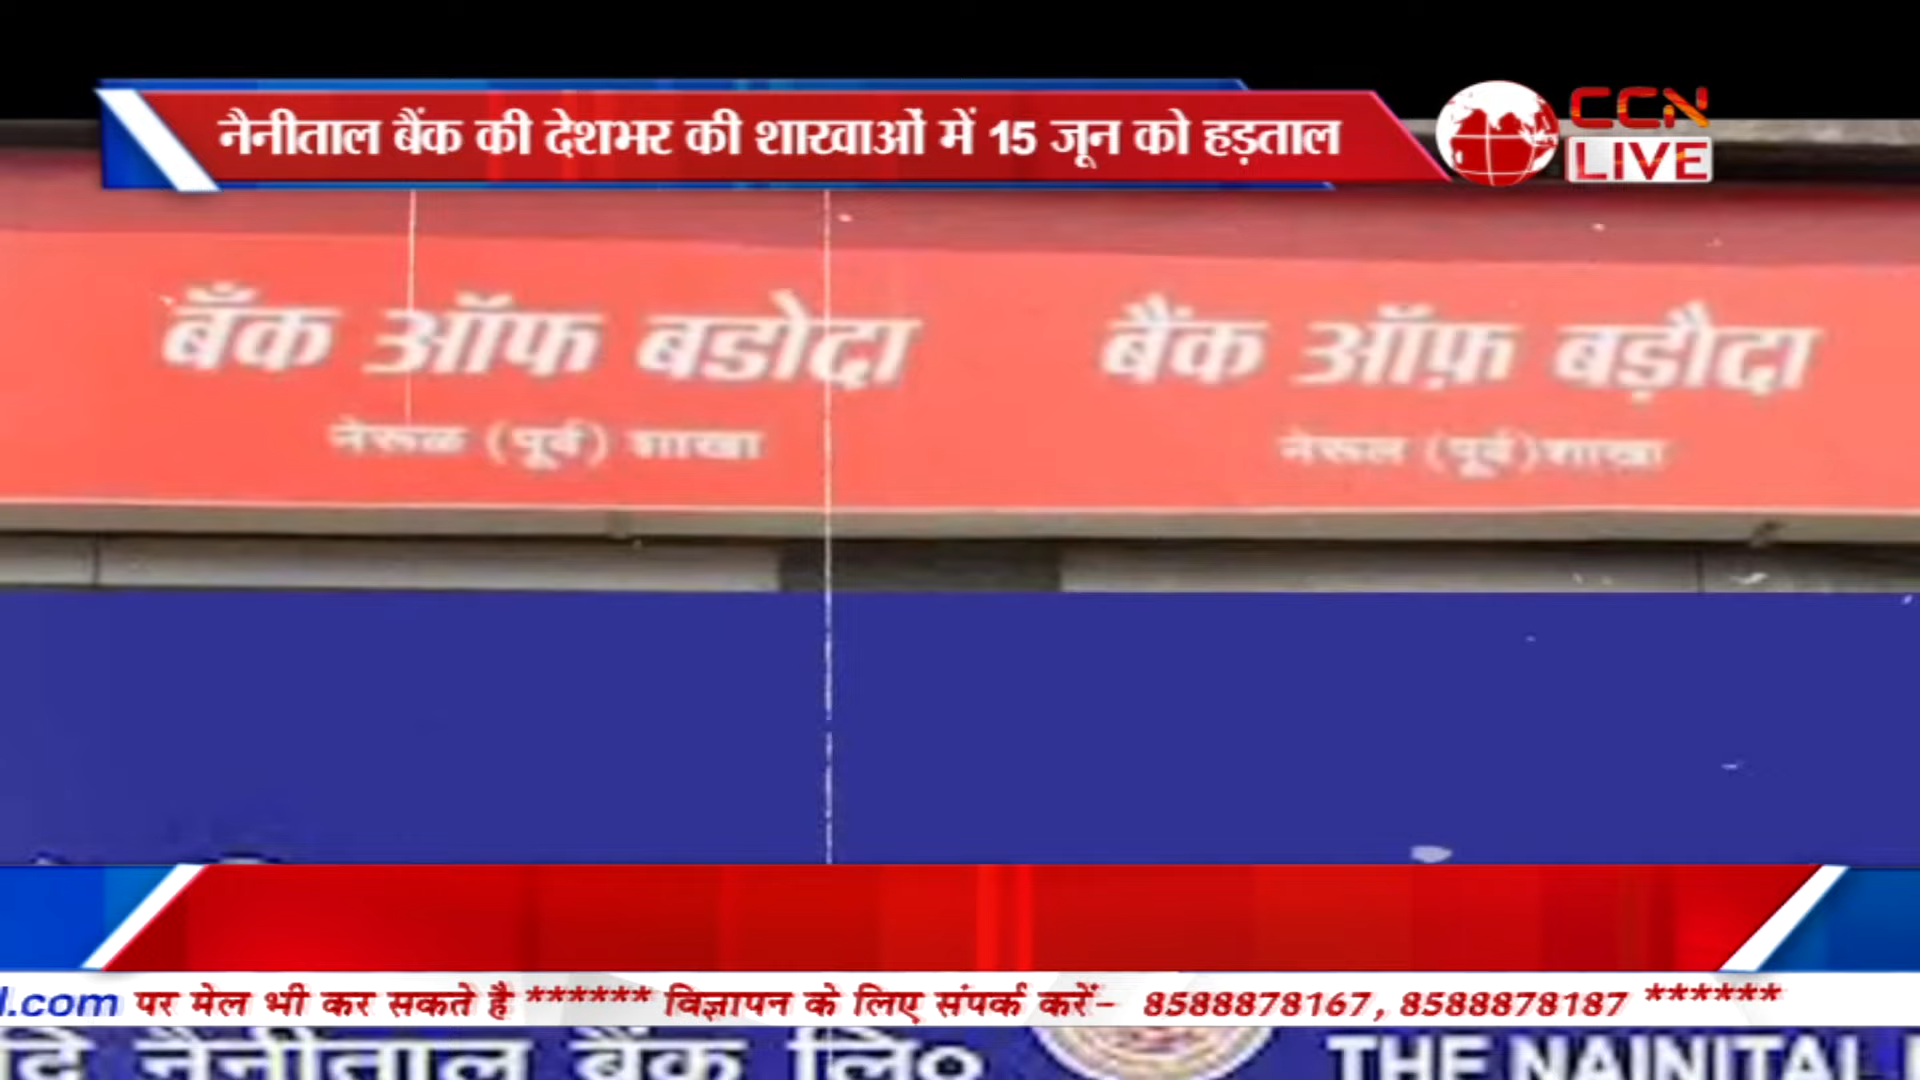 नैनीताल बैंक की देशभर की शाखाओं में 15 जून को हड़ताल
CCN
LIVE
बँक ऑफ बडोदा
बैंक ऑफ़ बड़ौदा
नेरूळ (पूर्व) शाखा
नेरूल (पूर्व)शाखा
l.com पर मेल भी कर सकते है ****** विज्ञापन के लिए संपर्क करें- 8588878167, 8588878187 ******
नैनीताल बैंक लि०
THE NAINITAL